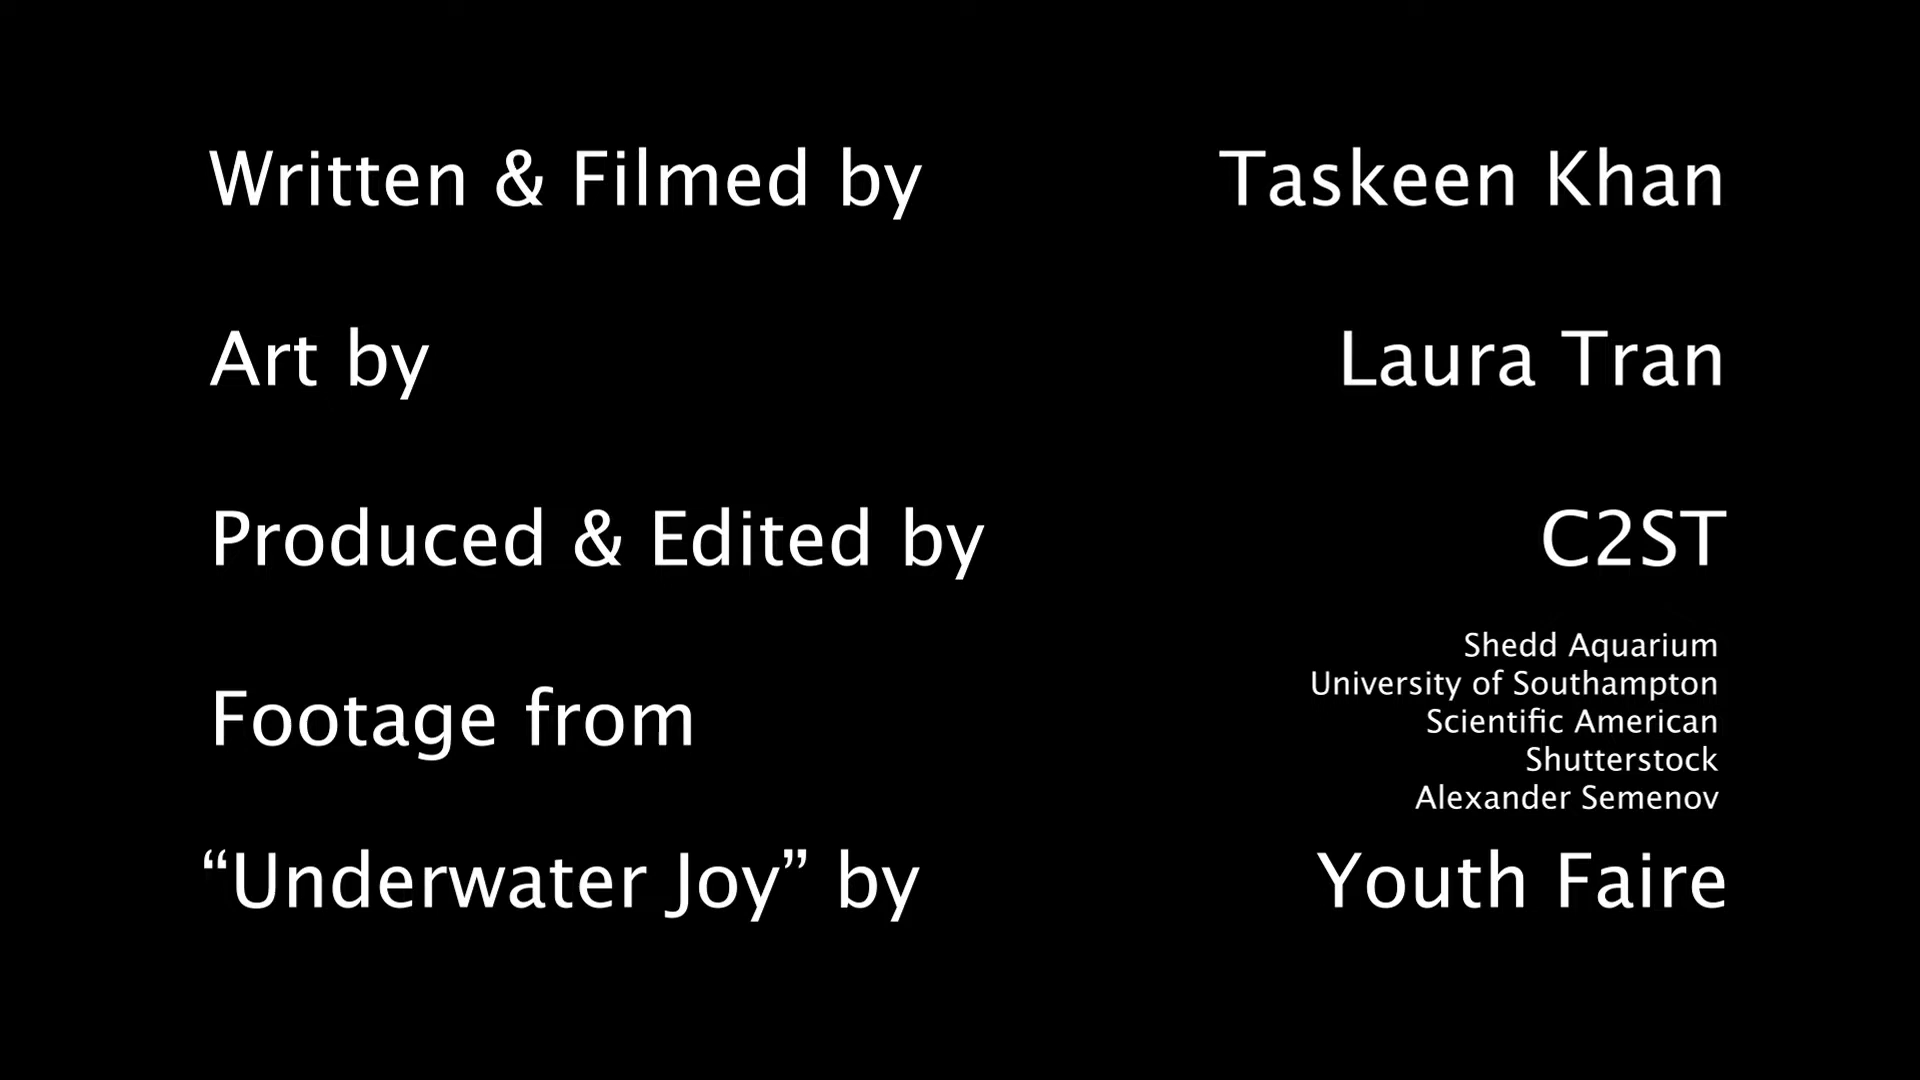 Written & Filmed by Taskeen Khan
Art by Laura Tran
Produced & Edited by C2ST
Footage from
Shedd Aquarium
University of Southampton
Scientific American
Shutterstock
Alexander Semenov
“Underwater Joy” by Youth Faire